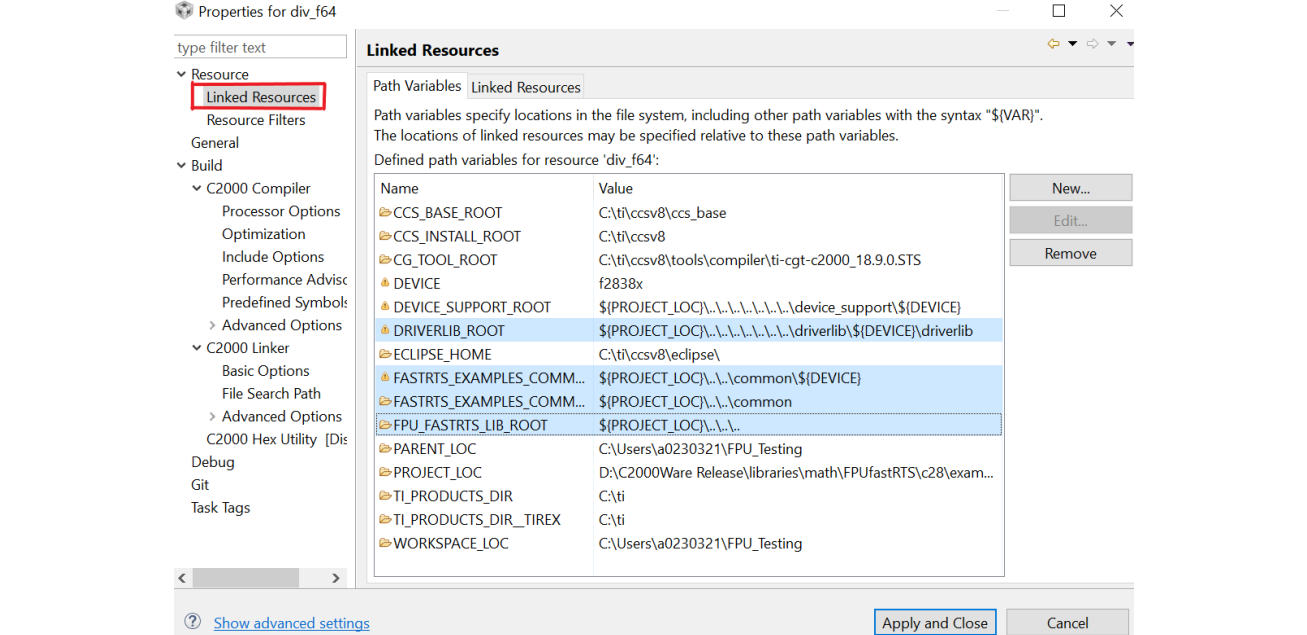 Properties for div_f64
type filter text
Resource
Linked Resources
Resource Filters
General
Build
C2000 Compiler
Processor Options
Optimization
Include Options
Performance Advisc
Predefined Symbols
Advanced Options
C2000 Linker
Basic Options
File Search Path
Advanced Options
C2000 Hex Utility [Dis
Debug
Git
Task Tags
Linked Resources
Path Variables Linked Resources
Path variables specify locations in the file system, including other path variables with the syntax "${VAR}".
The locations of linked resources may be specified relative to these path variables.
Defined path variables for resource 'div_f64':
Name Value
CCS_BASE_ROOT C:\ti\ccsv8\ccs_base
CCS_INSTALL_ROOT C:\ti\ccsv8
CG_TOOL_ROOT C:\ti\ccsv8\tools\compiler\ti-cgt-c2000_18.9.0.STS
DEVICE f2838x
DEVICE_SUPPORT_ROOT ${PROJECT_LOC}\..\..\..\..\..\..\..\device_support\${DEVICE}
DRIVERLIB_ROOT ${PROJECT_LOC}\..\..\..\..\..\..\..\driverlib\${DEVICE}\driverlib
ECLIPSE_HOME C:\ti\ccsv8\eclipse\
FASTRTS_EXAMPLES_COMM... ${PROJECT_LOC}\..\..\common\${DEVICE}
FASTRTS_EXAMPLES_COMM... ${PROJECT_LOC}\..\..\common
FPU_FASTRTS_LIB_ROOT ${PROJECT_LOC}\..\..\..
PARENT_LOC C:\Users\a0230321\FPU_Testing
PROJECT_LOC D:\C2000Ware Release\libraries\math\FPUfastRTS\c28\exam...
TI_PRODUCTS_DIR C:\ti
TI_PRODUCTS_DIR__TIREX C:\ti
WORKSPACE_LOC C:\Users\a0230321\FPU_Testing
New...
Edit...
Remove
Show advanced settings
Apply and Close
Cancel